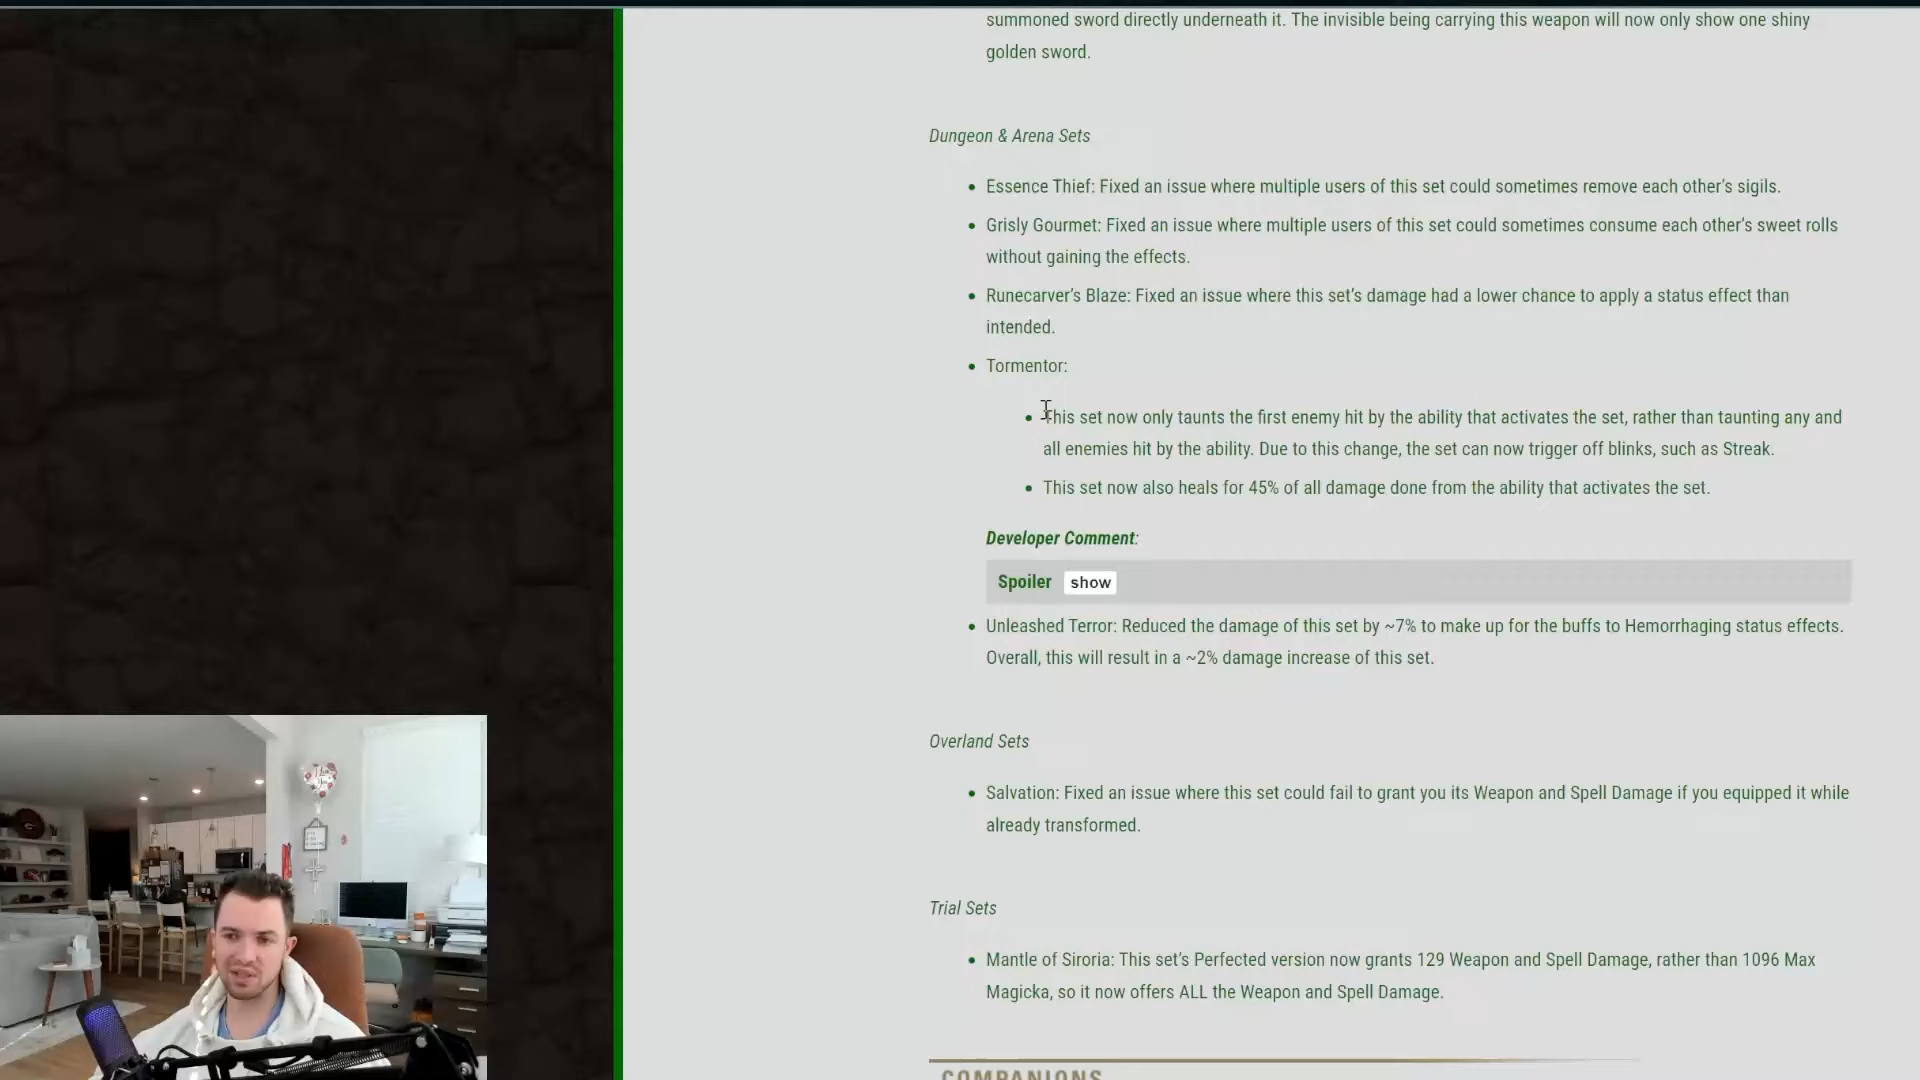 summoned sword directly underneath it. The invisible being carrying this weapon will now only show one shiny
golden sword.
Dungeon & Arena Sets
Essence Thief: Fixed an issue where multiple users of this set could sometimes remove each other's sigils.
Grisly Gourmet: Fixed an issue where multiple users of this set could sometimes consume each other's sweet rolls
without gaining the effects.
Runecarver's Blaze: Fixed an issue where this set's damage had a lower chance to apply a status effect than
intended.
Tormentor:
This set now only taunts the first enemy hit by the ability that activates the set, rather than taunting any and
all enemies hit by the ability. Due to this change, the set can now trigger off blinks, such as Streak.
This set now also heals for 45% of all damage done from the ability that activates the set.
Developer Comment:
Spoiler show
Unleashed Terror: Reduced the damage of this set by ~7% to make up for the buffs to Hemorrhaging status effects.
Overall, this will result in a ~2% damage increase of this set.
Overland Sets
Salvation: Fixed an issue where this set could fail to grant you its Weapon and Spell Damage if you equipped it while
already transformed.
Trial Sets
Mantle of Siroria: This set's Perfected version now grants 129 Weapon and Spell Damage, rather than 1096 Max
Magicka, so it now offers ALL the Weapon and Spell Damage.
COMPANIONS